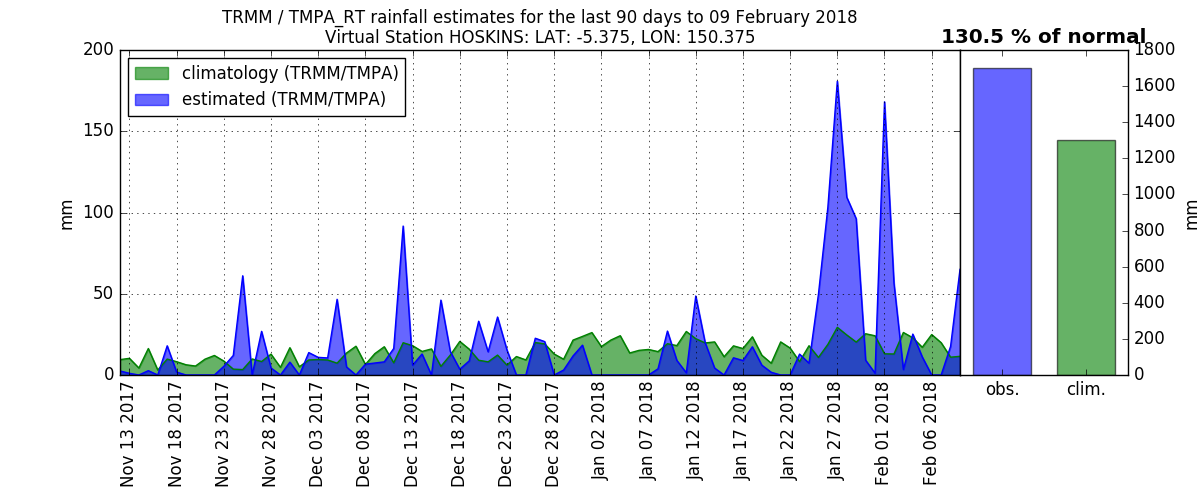 TRMM / TMPA_RT rainfall estimates for the last 90 days to 09 February 2018
Virtual Station HOSKINS: LAT: -5.375, LON: 150.375
130.5 % of normal
climatology (TRMM/TMPA)
estimated (TRMM/TMPA)
mm
200
150
100
50
0
Nov 13 2017
Nov 18 2017
Nov 23 2017
Nov 28 2017
Dec 03 2017
Dec 08 2017
Dec 13 2017
Dec 18 2017
Dec 23 2017
Dec 28 2017
Jan 02 2018
Jan 07 2018
Jan 12 2018
Jan 17 2018
Jan 22 2018
Jan 27 2018
Feb 01 2018
Feb 06 2018
obs.
clim.
1800
1600
1400
1200
1000
800
600
400
200
0
mm